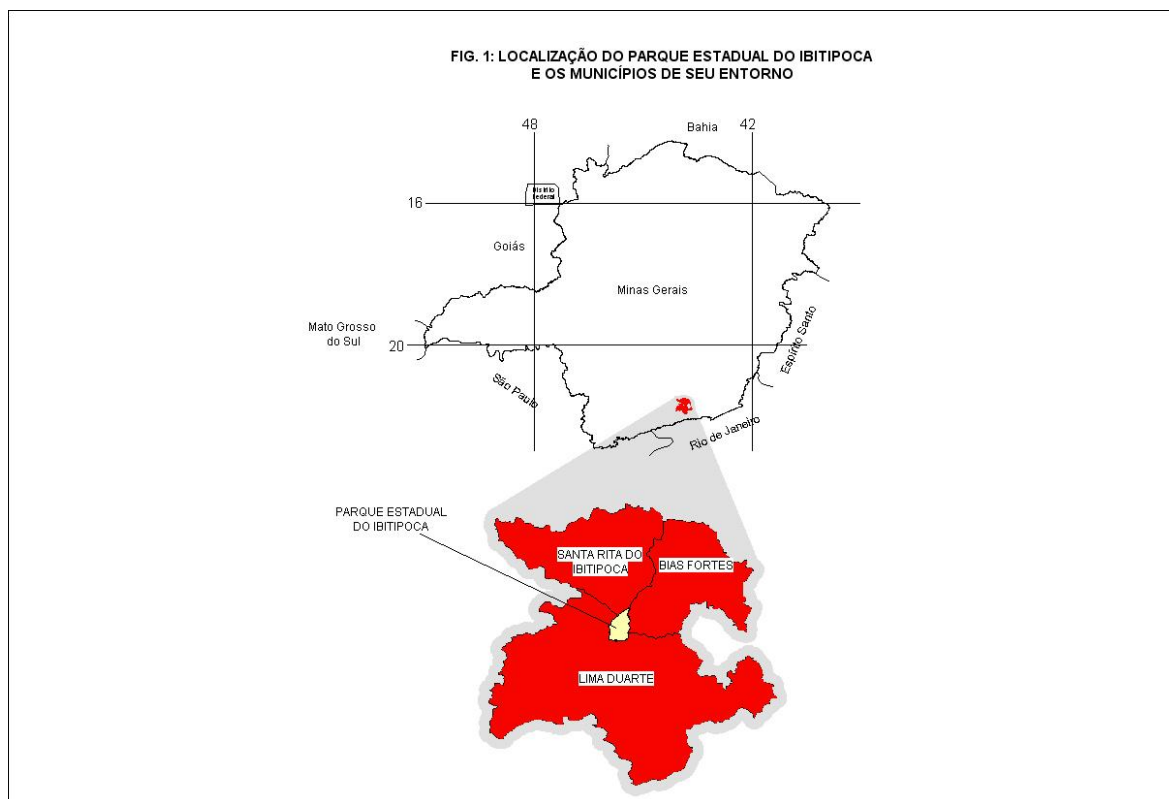 FIG. 1: LOCALIZAÇÃO DO PARQUE ESTADUAL DO IBITIPOCA
E OS MUNICÍPIOS DE SEU ENTORNO
48
42
Bahia
Distrito
federal
16
Goiás
Minas Gerais
Mato Grosso
do Sul
20
Espírito Santo
São Paulo
Rio de Janeiro
PARQUE ESTADUAL
DO IBITIPOCA
SANTA RITA DO
IBITIPOCA
BIAS FORTES
LIMA DUARTE